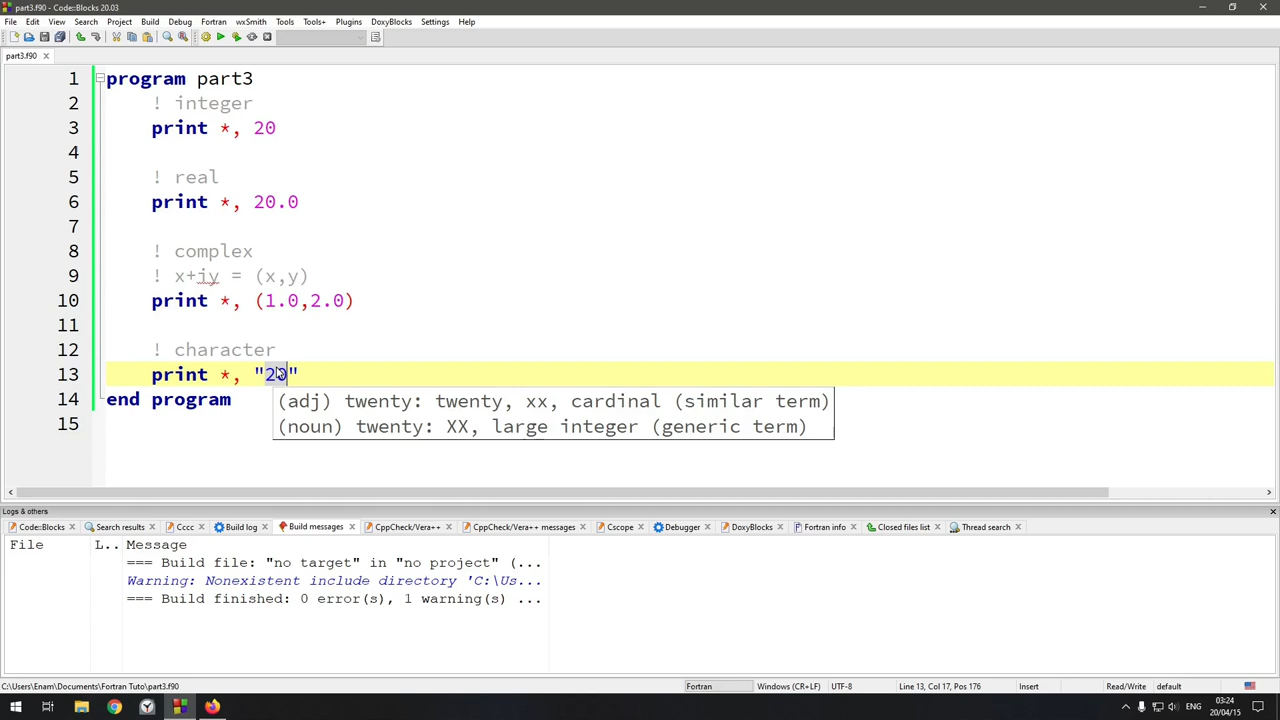 part3.f90 - Code::Blocks 20.03
File Edit View Search Project Build Debug Fortran wxSmith Tools Tools+ Plugins DoxyBlocks Settings Help
part3.f90
1 program part3
2 ! integer
3 print *, 20
4
5 ! real
6 print *, 20.0
7
8 ! complex
9 ! x+iy = (x,y)
10 print *, (1.0,2.0)
11
12 ! character
13 print *, "20"
14 end program
15
(adj) twenty: twenty, xx, cardinal (similar term)
(noun) twenty: XX, large integer (generic term)
Logs & others
Code::Blocks Search results Cccc Build log Build messages CppCheck/Vera++ CppCheck/Vera++ messages Cscope Debugger DoxyBlocks Fortran info Closed files list Thread search
File L.. Message
=== Build file: "no target" in "no project" (...
Warning: Nonexistent include directory 'C:\Us...
=== Build finished: 0 error(s), 1 warning(s) ...
C:\Users\Enam\Documents\Fortran Tuto\part3.f90 Fortran Windows (CR+LF) UTF-8 Line 13, Col 17, Pos 176 Insert Read/Write default
ENG 03:24
20/04/15